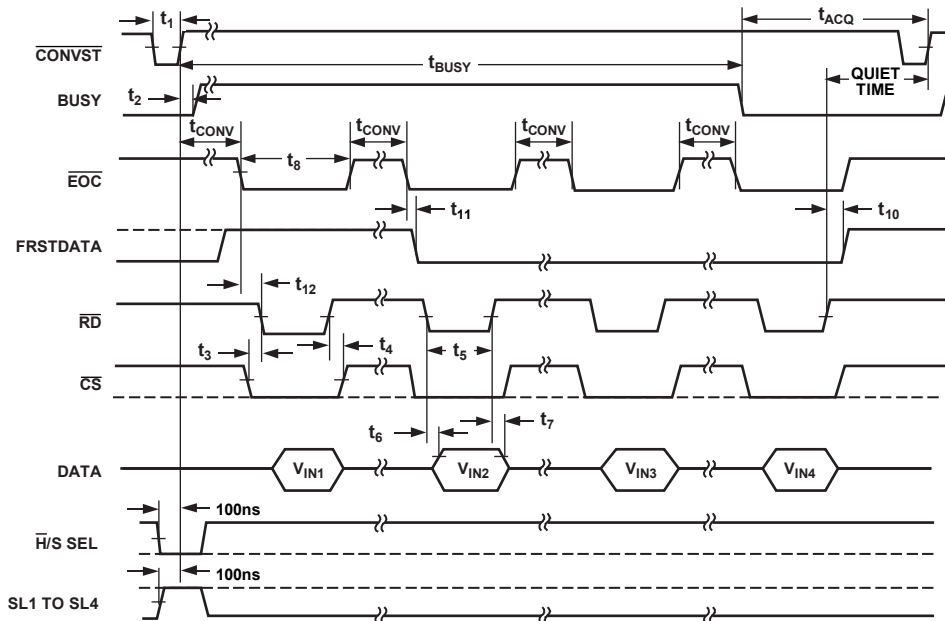 t1
tACQ
CONVST
tBUSY
QUIET
TIME
t2
BUSY
tCONV
tCONV
tCONV
tCONV
t8
EOC
t11
t10
FRSTDATA
t12
RD
t3
t4
t5
CS
t6
t7
DATA
VIN1
VIN2
VIN3
VIN4
100ns
H/S SEL
100ns
SL1 TO SL4